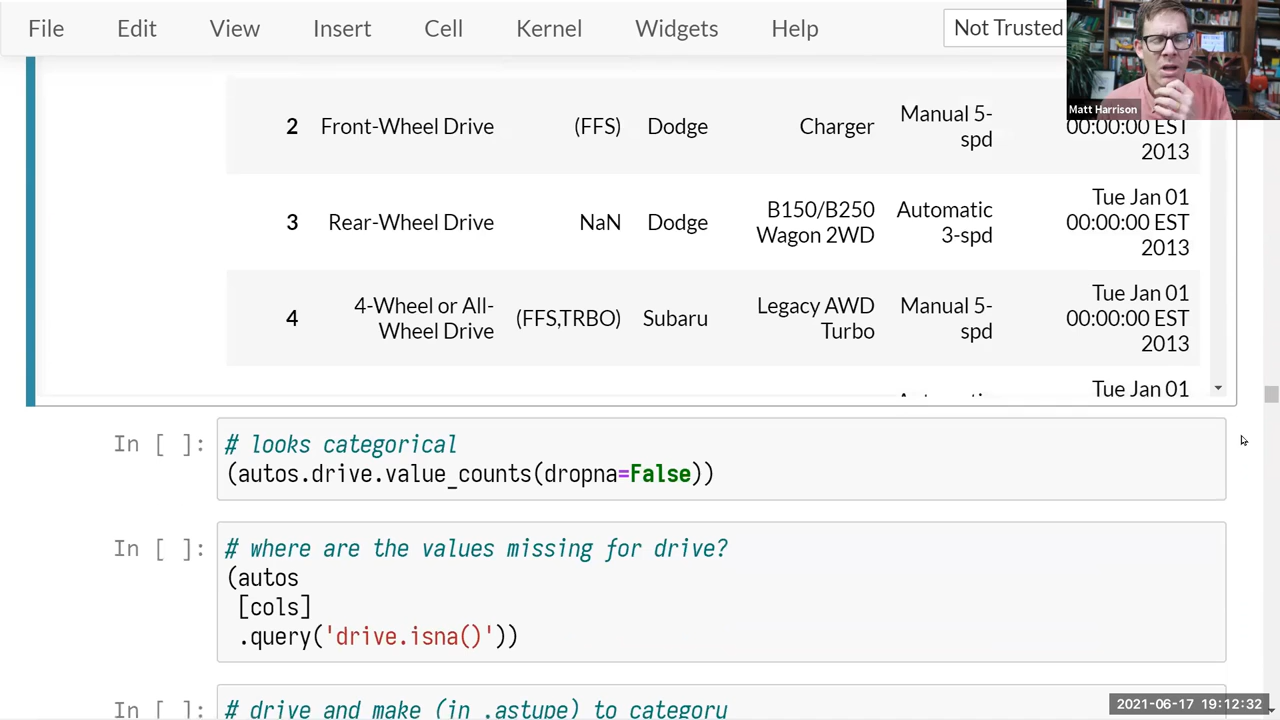 File Edit View Insert Cell Kernel Widgets Help Not Trusted
Matt Harrison
2 Front-Wheel Drive (FFS) Dodge Charger Manual 5-
spd
00:00:00 EST
2013
3 Rear-Wheel Drive NaN Dodge B150/B250
Wagon 2WD
Automatic
3-spd
Tue Jan 01
00:00:00 EST
2013
4 4-Wheel or All-
Wheel Drive
(FFS,TRBO) Subaru Legacy AWD
Turbo
Manual 5-
spd
Tue Jan 01
00:00:00 EST
2013
Tue Jan 01
In [ ]: # looks categorical
(autos.drive.value_counts(dropna=False))
In [ ]: # where are the values missing for drive?
(autos
[cols]
.query('drive.isna()'))
In [ ]: # drive and make (in .astype) to category
2021-06-17 19:12:32